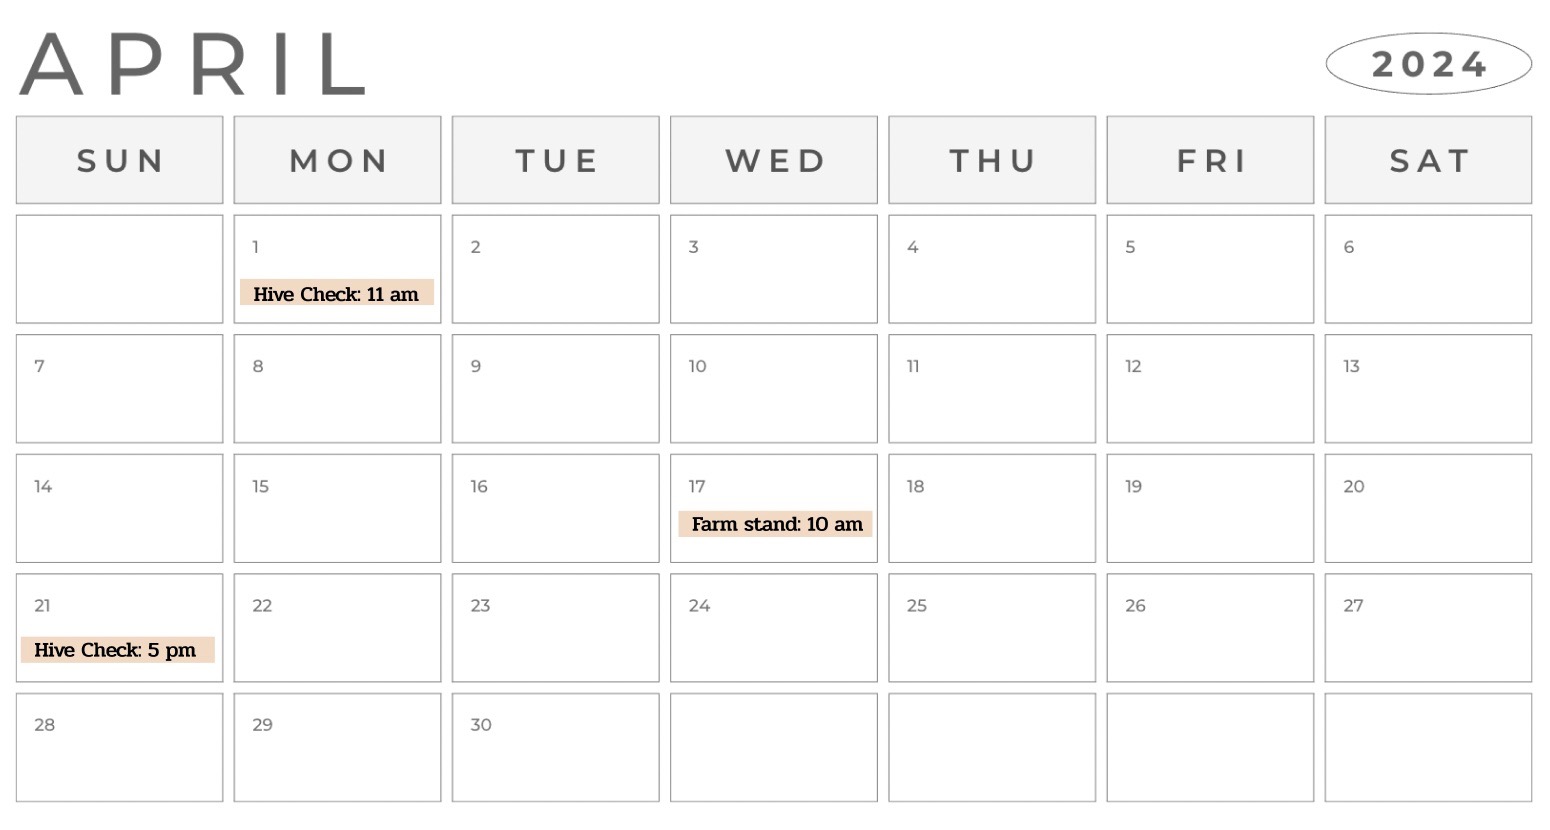 APRIL
2024
SUN MON TUE WED THU FRI SAT
1 2 3 4 5 6
Hive Check: 11 am
7 8 9 10 11 12 13
14 15 16 17 18 19 20
Farm stand: 10 am
21 22 23 24 25 26 27
Hive Check: 5 pm
28 29 30